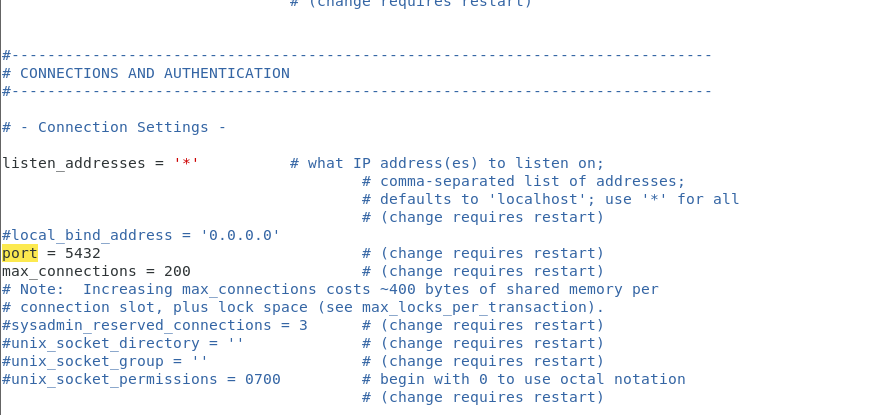 # (change requires restart)
#------------------------------------------------------------------------------
# CONNECTIONS AND AUTHENTICATION
#------------------------------------------------------------------------------
# - Connection Settings -
listen_addresses = '*'          # what IP address(es) to listen on;
                                        # comma-separated list of addresses;
                                        # defaults to 'localhost'; use '*' for all
                                        # (change requires restart)
#local_bind_address = '0.0.0.0'
port = 5432                             # (change requires restart)
max_connections = 200                   # (change requires restart)
# Note:  Increasing max_connections costs ~400 bytes of shared memory per
# connection slot, plus lock space (see max_locks_per_transaction).
#sysadmin_reserved_connections = 3      # (change requires restart)
#unix_socket_directory = ''             # (change requires restart)
#unix_socket_group = ''                 # (change requires restart)
#unix_socket_permissions = 0700         # begin with 0 to use octal notation
                                        # (change requires restart)